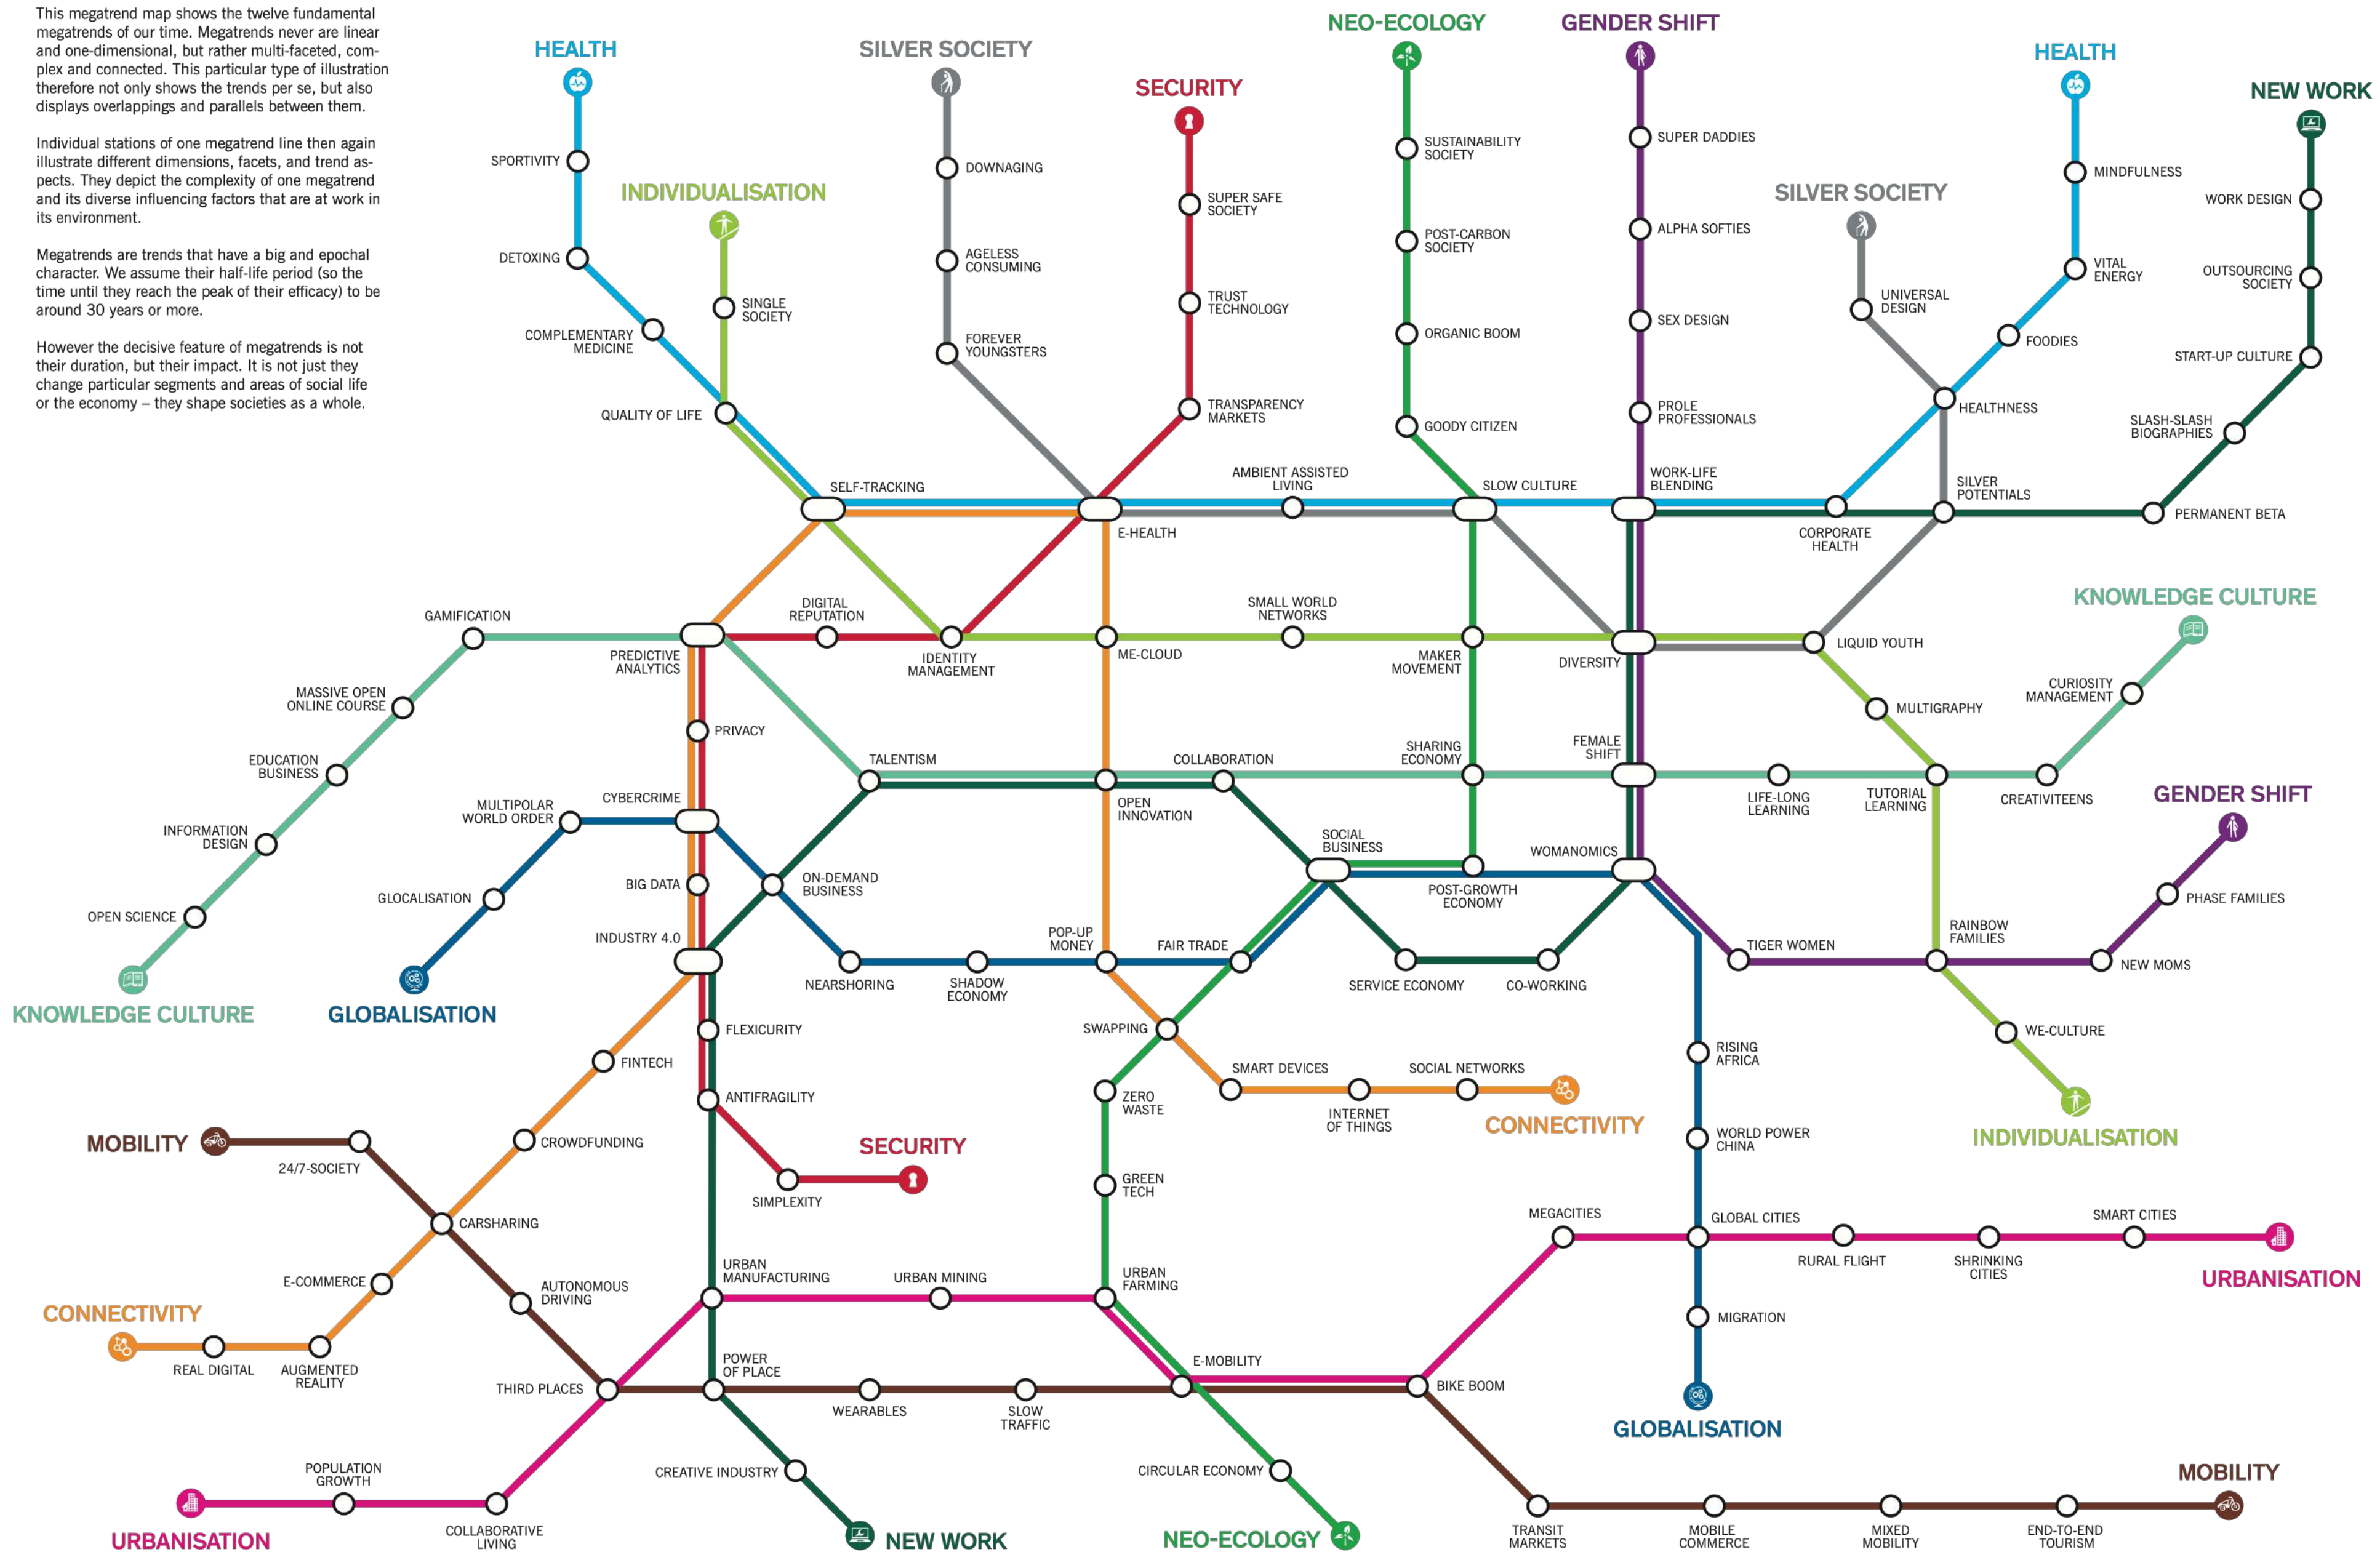 This megatrend map shows the twelve fundamental
megatrends of our time. Megatrends never are linear
and one-dimensional, but rather multi-faceted, com-
plex and connected. This particular type of illustration
therefore not only shows the trends per se, but also
displays overlappings and parallels between them.
Individual stations of one megatrend line then again
illustrate different dimensions, facets, and trend as-
pects. They depict the complexity of one megatrend
and its diverse influencing factors that are at work in
its environment.
Megatrends are trends that have a big and epochal
character. We assume their half-life period (so the
time until they reach the peak of their efficacy) to be
around 30 years or more.
However the decisive feature of megatrends is not
their duration, but their impact. It is not just they
change particular segments and areas of social life
or the economy – they shape societies as a whole.
HEALTH
SILVER SOCIETY
SECURITY
NEO-ECOLOGY
GENDER SHIFT
HEALTH
NEW WORK
SPORTIVITY
DETOXING
COMPLEMENTARY
MEDICINE
INDIVIDUALISATION
SINGLE
SOCIETY
QUALITY OF LIFE
DOWNAGING
AGELESS
CONSUMING
FOREVER
YOUNGSTERS
SUPER SAFE
SOCIETY
TRUST
TECHNOLOGY
TRANSPARENCY
MARKETS
SUSTAINABILITY
SOCIETY
POST-CARBON
SOCIETY
ORGANIC BOOM
GOODY CITIZEN
SUPER DADDIES
ALPHA SOFTIES
SEX DESIGN
PROLE
PROFESSIONALS
SILVER SOCIETY
UNIVERSAL
DESIGN
MINDFULNESS
VITAL
ENERGY
FOODIES
HEALTHNESS
WORK DESIGN
OUTSOURCING
SOCIETY
START-UP CULTURE
SLASH-SLASH
BIOGRAPHIES
SELF-TRACKING
E-HEALTH
AMBIENT ASSISTED
LIVING
SLOW CULTURE
WORK-LIFE
BLENDING
CORPORATE
HEALTH
SILVER
POTENTIALS
PERMANENT BETA
GAMIFICATION
PREDICTIVE
ANALYTICS
DIGITAL
REPUTATION
IDENTITY
MANAGEMENT
ME-CLOUD
SMALL WORLD
NETWORKS
MAKER
MOVEMENT
DIVERSITY
LIQUID YOUTH
KNOWLEDGE CULTURE
MASSIVE OPEN
ONLINE COURSE
EDUCATION
BUSINESS
INFORMATION
DESIGN
OPEN SCIENCE
KNOWLEDGE CULTURE
PRIVACY
MULTIGRAPHY
CURIOSITY
MANAGEMENT
TALENTISM
OPEN
INNOVATION
COLLABORATION
SHARING
ECONOMY
FEMALE
SHIFT
LIFE-LONG
LEARNING
TUTORIAL
LEARNING
CREATIVITEENS
GENDER SHIFT
MULTIPOLAR
WORLD ORDER
CYBERCRIME
GLOCALISATION
GLOBALISATION
BIG DATA
ON-DEMAND
BUSINESS
SOCIAL
BUSINESS
POST-GROWTH
ECONOMY
WOMANOMICS
PHASE FAMILIES
INDUSTRY 4.0
NEARSHORING
SHADOW
ECONOMY
POP-UP
MONEY
FAIR TRADE
SERVICE ECONOMY
CO-WORKING
TIGER WOMEN
RAINBOW
FAMILIES
NEW MOMS
FINTECH
FLEXICURITY
SWAPPING
RISING
AFRICA
WE-CULTURE
ANTIFRAGILITY
ZERO
WASTE
SMART DEVICES
INTERNET
OF THINGS
SOCIAL NETWORKS
CONNECTIVITY
INDIVIDUALISATION
MOBILITY
24/7-SOCIETY
CROWDFUNDING
SECURITY
SIMPLEXITY
WORLD POWER
CHINA
CARSHARING
GREEN
TECH
MEGACITIES
GLOBAL CITIES
RURAL FLIGHT
SHRINKING
CITIES
SMART CITIES
URBANISATION
E-COMMERCE
AUTONOMOUS
DRIVING
URBAN
MANUFACTURING
URBAN MINING
URBAN
FARMING
MIGRATION
CONNECTIVITY
REAL DIGITAL
AUGMENTED
REALITY
THIRD PLACES
POWER
OF PLACE
WEARABLES
SLOW
TRAFFIC
E-MOBILITY
BIKE BOOM
GLOBALISATION
POPULATION
GROWTH
COLLABORATIVE
LIVING
URBANISATION
CREATIVE INDUSTRY
NEW WORK
CIRCULAR ECONOMY
NEO-ECOLOGY
TRANSIT
MARKETS
MOBILE
COMMERCE
MIXED
MOBILITY
END-TO-END
TOURISM
MOBILITY